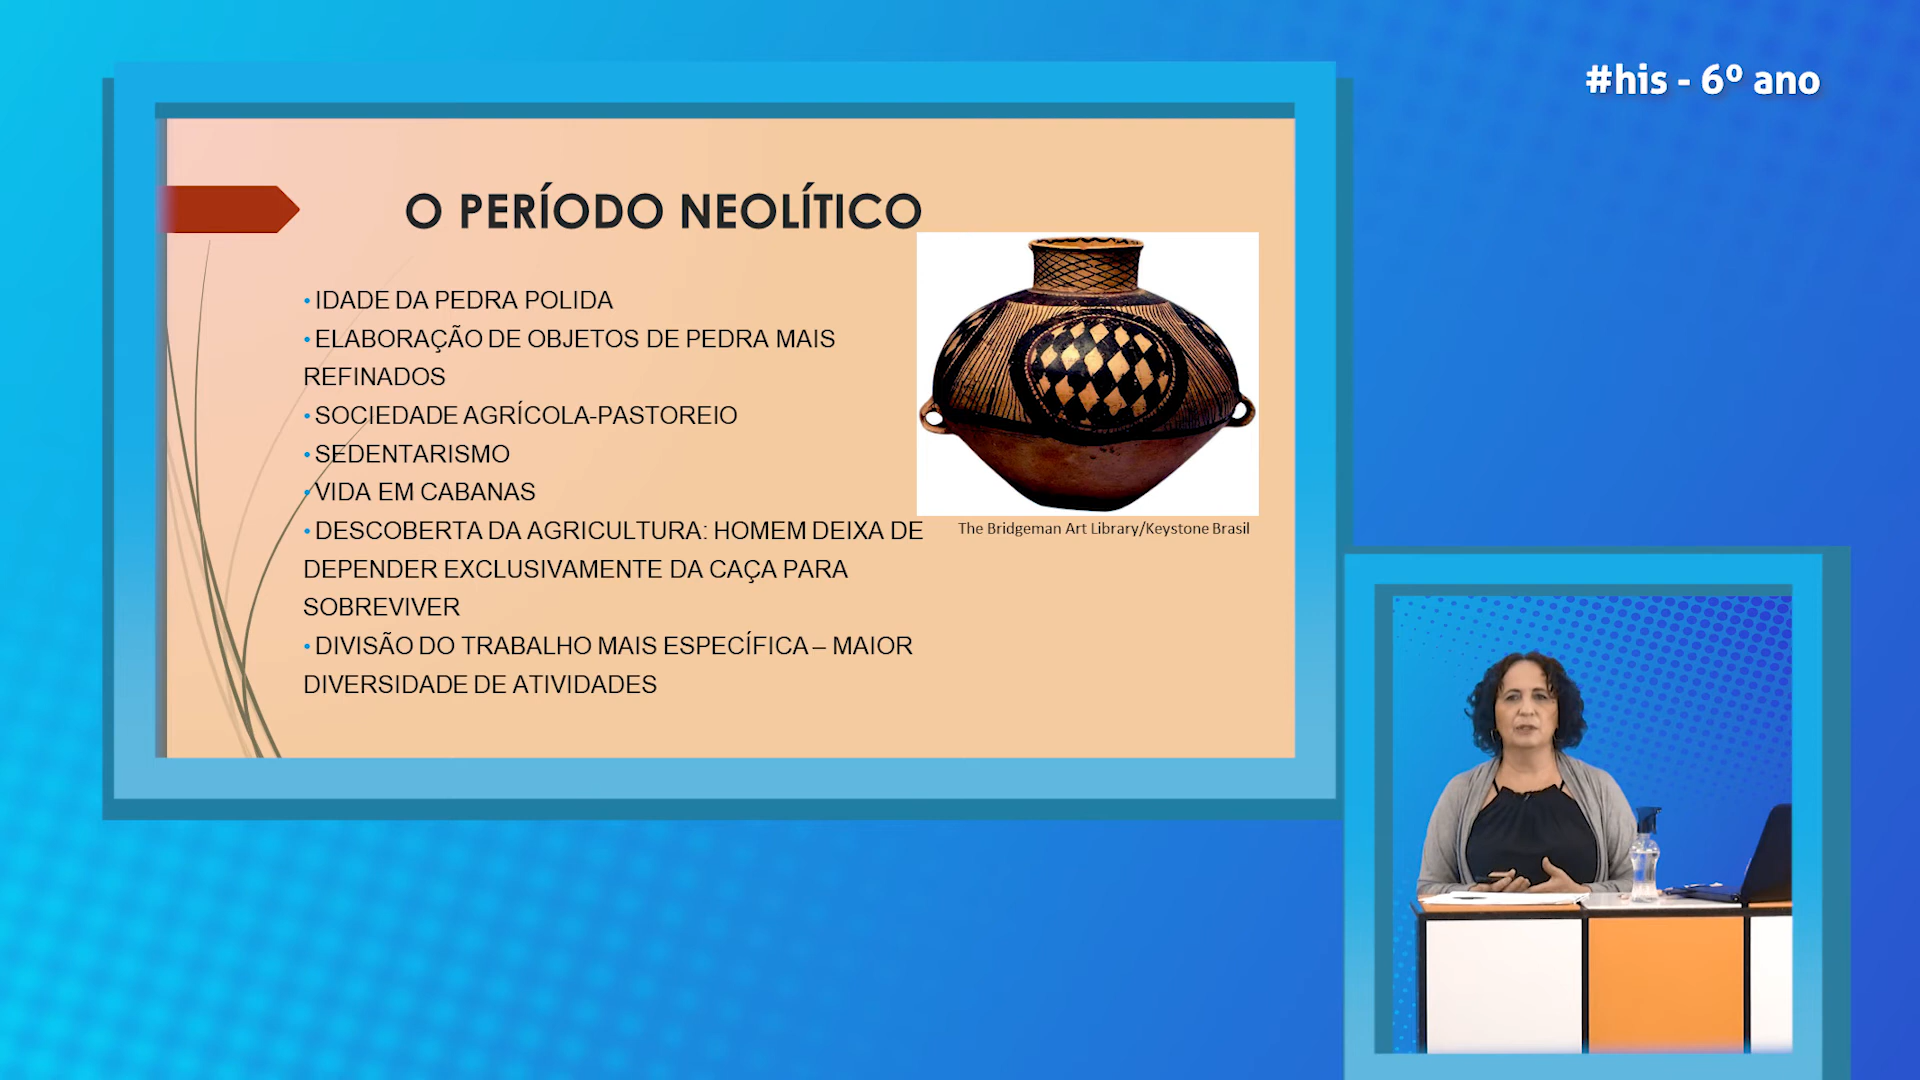 #his - 6º ano
O PERÍODO NEOLÍTICO
• IDADE DA PEDRA POLIDA
• ELABORAÇÃO DE OBJETOS DE PEDRA MAIS
REFINADOS
• SOCIEDADE AGRÍCOLA-PASTOREIO
• SEDENTARISMO
• VIDA EM CABANAS
• DESCOBERTA DA AGRICULTURA: HOMEM DEIXA DE
DEPENDER EXCLUSIVAMENTE DA CAÇA PARA
SOBREVIVER
• DIVISÃO DO TRABALHO MAIS ESPECÍFICA – MAIOR
DIVERSIDADE DE ATIVIDADES
The Bridgeman Art Library/Keystone Brasil